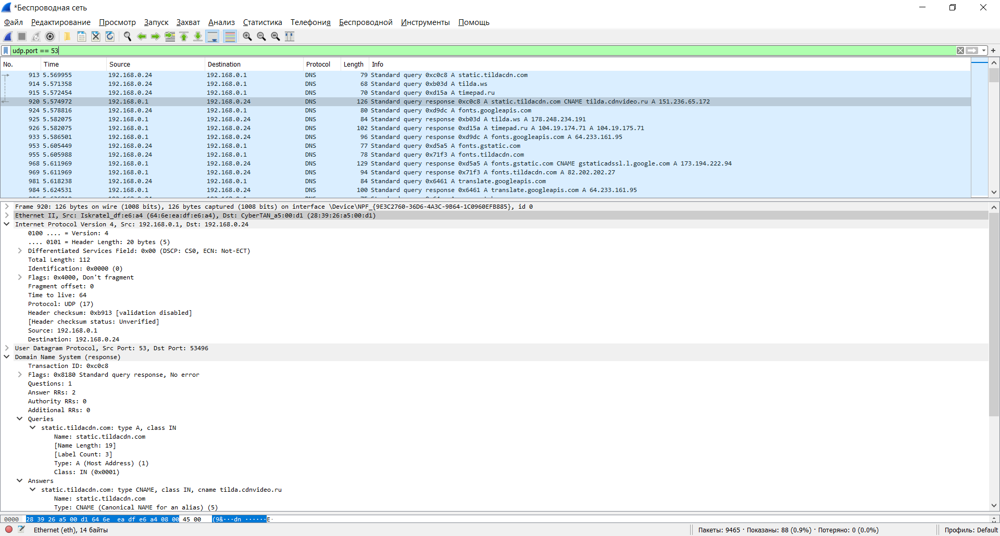 *Беспроводная сеть
Файл Редактирование Просмотр Запуск Захват Анализ Статистика Телефония Беспроводной Инструменты Помощь
udp.port == 53
No. Time Source Destination Protocol Length Info
913 5.569955 192.168.0.24 192.168.0.1 DNS 79 Standard query 0xc0c8 A static.tildacdn.com
914 5.571358 192.168.0.24 192.168.0.1 DNS 68 Standard query 0xb03d A tilda.ws
915 5.572454 192.168.0.24 192.168.0.1 DNS 70 Standard query 0xd15a A timepad.ru
920 5.574972 192.168.0.1 192.168.0.24 DNS 126 Standard query response 0xc0c8 A static.tildacdn.com CNAME tilda.cdnvideo.ru A 151.236.65.172
924 5.578816 192.168.0.24 192.168.0.1 DNS 80 Standard query 0xd9dc A fonts.googleapis.com
925 5.582075 192.168.0.1 192.168.0.24 DNS 84 Standard query response 0xb03d A tilda.ws A 178.248.234.191
926 5.582075 192.168.0.1 192.168.0.24 DNS 102 Standard query response 0xd15a A timepad.ru A 104.19.174.71 A 104.19.175.71
933 5.586501 192.168.0.1 192.168.0.24 DNS 96 Standard query response 0xd9dc A fonts.googleapis.com A 64.233.161.95
953 5.605449 192.168.0.24 192.168.0.1 DNS 77 Standard query 0xd5a5 A fonts.gstatic.com
955 5.605988 192.168.0.24 192.168.0.1 DNS 78 Standard query 0x71f3 A fonts.tildacdn.com
968 5.611969 192.168.0.1 192.168.0.24 DNS 129 Standard query response 0xd5a5 A fonts.gstatic.com CNAME gstaticadssl.l.google.com A 173.194.222.94
969 5.611969 192.168.0.1 192.168.0.24 DNS 94 Standard query response 0x71f3 A fonts.tildacdn.com A 82.202.202.27
981 5.618238 192.168.0.24 192.168.0.1 DNS 84 Standard query 0x6461 A translate.googleapis.com
984 5.624531 192.168.0.1 192.168.0.24 DNS 100 Standard query response 0x6461 A translate.googleapis.com A 64.233.161.95
Frame 920: 126 bytes on wire (1008 bits), 126 bytes captured (1008 bits) on interface \Device\NPF_{9E3C2760-36D6-4A3C-9B64-1C0960EFB885}, id 0
Ethernet II, Src: Iskratel_df:e6:a4 (64:6e:ea:df:e6:a4), Dst: CyberTAN_a5:00:d1 (28:39:26:a5:00:d1)
Internet Protocol Version 4, Src: 192.168.0.1, Dst: 192.168.0.24
0100 .... = Version: 4
.... 0101 = Header Length: 20 bytes (5)
Differentiated Services Field: 0x00 (DSCP: CS0, ECN: Not-ECT)
Total Length: 112
Identification: 0x0000 (0)
Flags: 0x4000, Don't fragment
Fragment offset: 0
Time to live: 64
Protocol: UDP (17)
Header checksum: 0xb913 [validation disabled]
[Header checksum status: Unverified]
Source: 192.168.0.1
Destination: 192.168.0.24
User Datagram Protocol, Src Port: 53, Dst Port: 53496
Domain Name System (response)
Transaction ID: 0xc0c8
Flags: 0x8180 Standard query response, No error
Questions: 1
Answer RRs: 2
Authority RRs: 0
Additional RRs: 0
Queries
static.tildacdn.com: type A, class IN
Name: static.tildacdn.com
[Name Length: 19]
[Label Count: 3]
Type: A (Host Address) (1)
Class: IN (0x0001)
Answers
static.tildacdn.com: type CNAME, class IN, cname tilda.cdnvideo.ru
Name: static.tildacdn.com
Type: CNAME (Canonical NAME for an alias) (5)
0000 28 39 26 a5 00 d1 64 6e ea df e6 a4 08 00 45 00 (9&···dn ······E·
Ethernet (eth), 14 байты Пакеты: 9465 · Показаны: 88 (0.9%) · Потеряно: 0 (0.0%) Профиль: Default